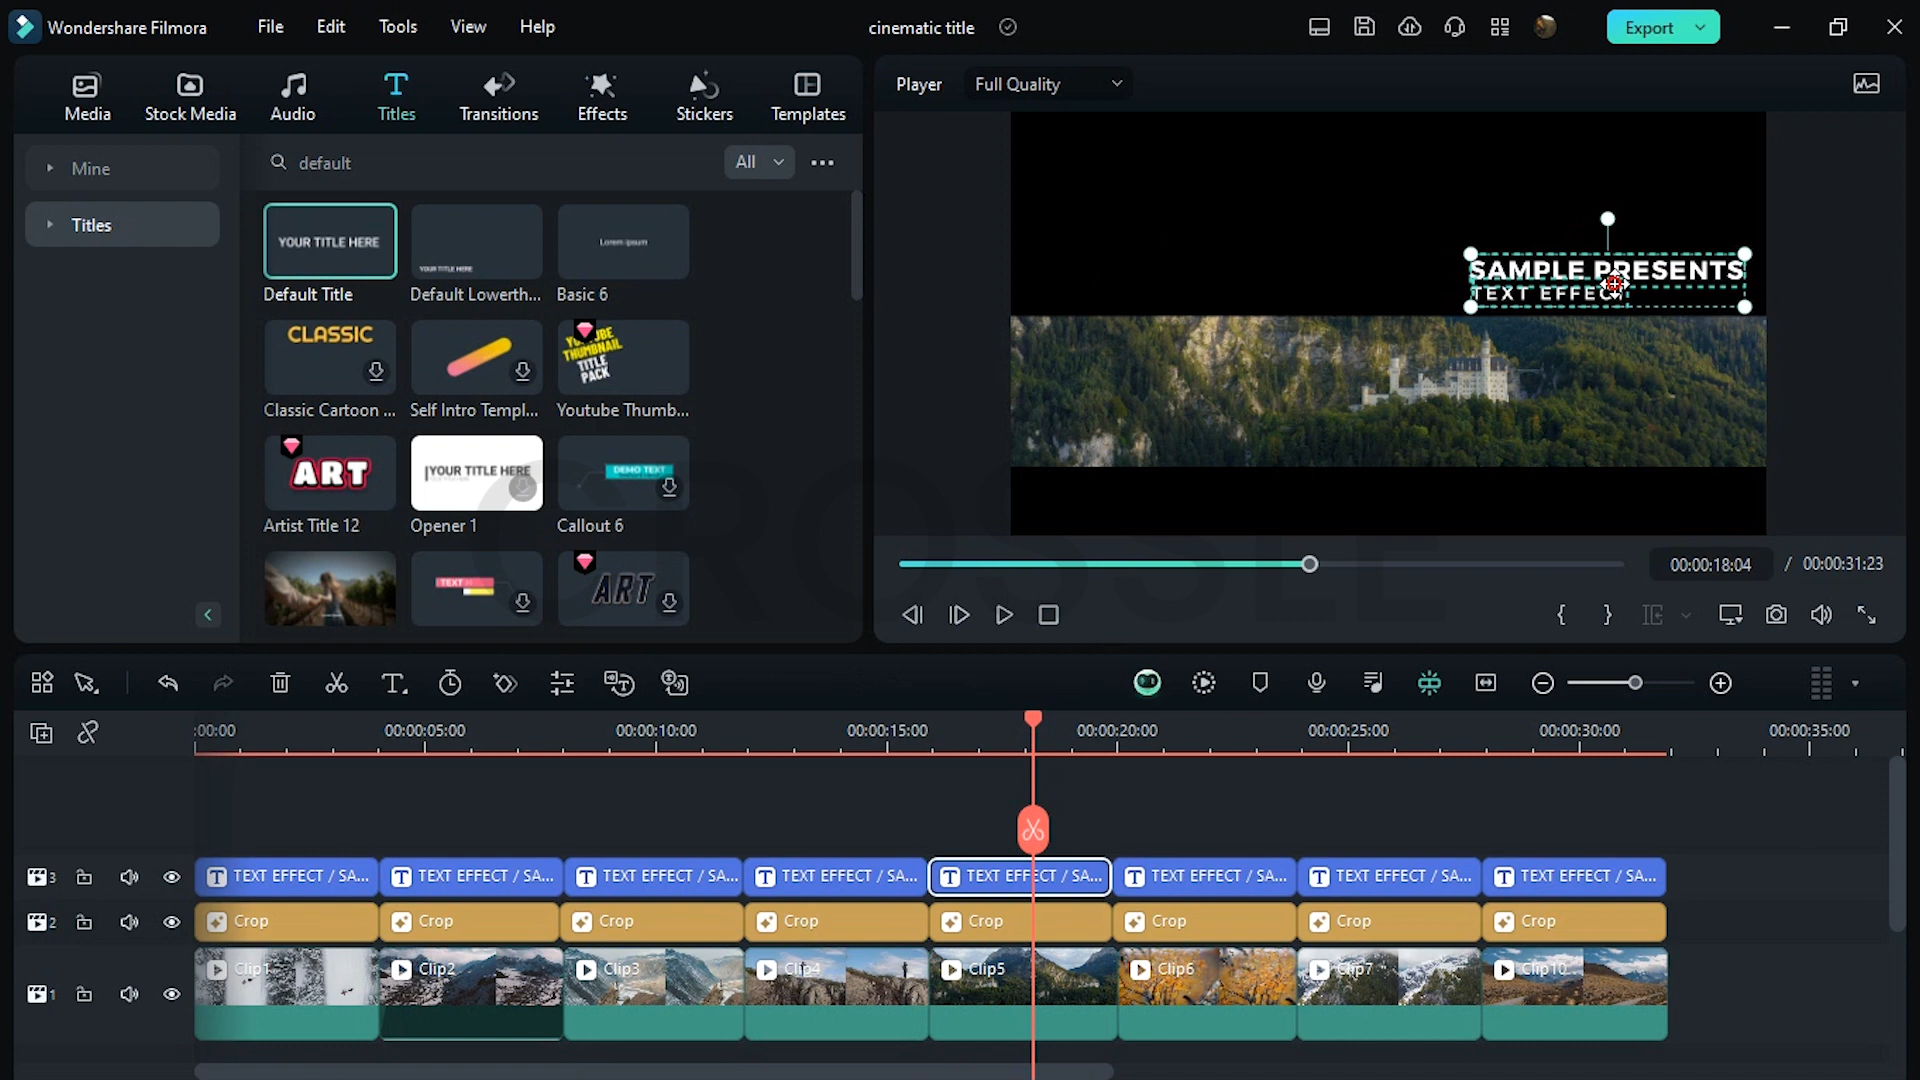 Wondershare Filmora
File
Edit
Tools
View
Help
cinematic title
Export
Media
Stock Media
Audio
Titles
Transitions
Effects
Stickers
Templates
Player
Full Quality
Mine
Titles
default
All
YOUR TITLE HERE
YOUR TITLE HERE
Lorem ipsum
Default Title
Default Lowerth...
Basic 6
CLASSIC
YOUTUBE
THUMBNAIL
TITLE
PACK
Classic Cartoon ...
Self Intro Templ...
Youtube Thumb...
ART
YOUR TITLE HERE
DEMO TEXT
Artist Title 12
Opener 1
Callout 6
TEXT
ART
SAMPLE PRESENTS
TEXT EFFECT
00:00:18:04 / 00:00:31:23
:00:00
00:00:05:00
00:00:10:00
00:00:15:00
00:00:20:00
00:00:25:00
00:00:30:00
00:00:35:00
3
TEXT EFFECT / SA...
TEXT EFFECT / SA...
TEXT EFFECT / SA...
TEXT EFFECT / SA...
TEXT EFFECT / SA...
TEXT EFFECT / SA...
TEXT EFFECT / SA...
TEXT EFFECT / SA...
2
Crop
Crop
Crop
Crop
Crop
Crop
Crop
Crop
1
Clip1
Clip2
Clip3
Clip4
Clip5
Clip6
Clip7
Clip10